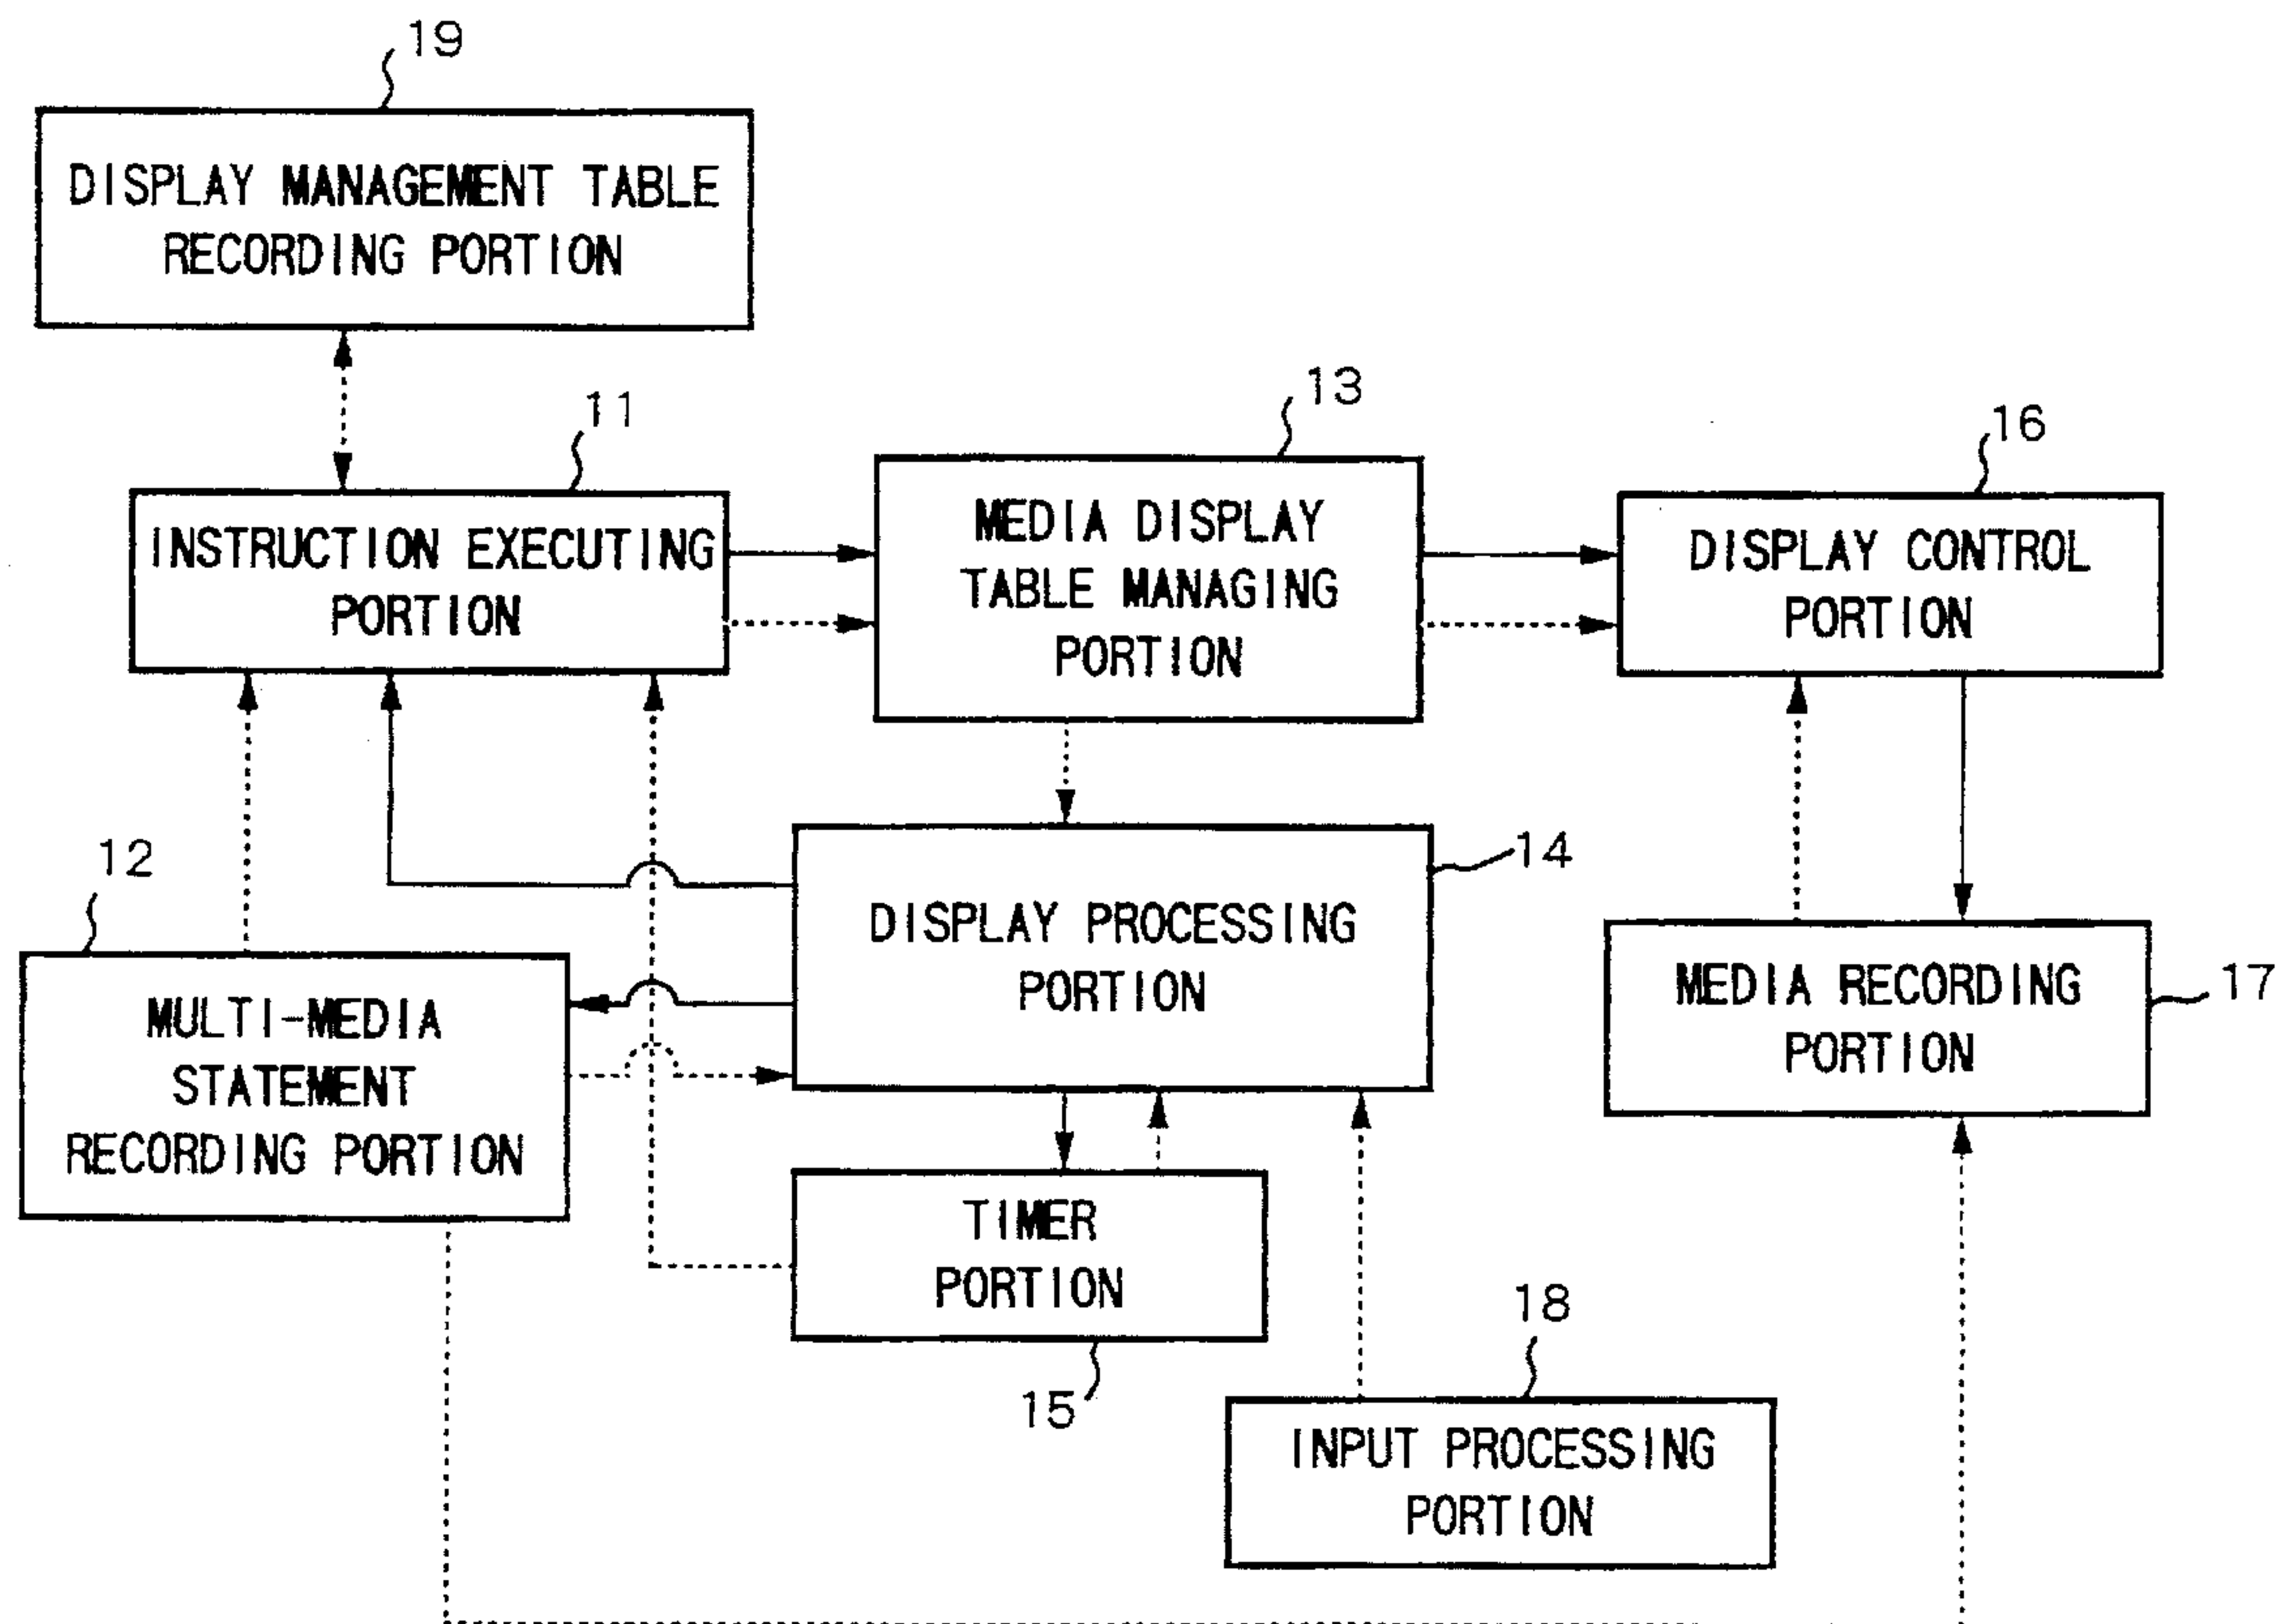 19
DISPLAY MANAGEMENT TABLE
RECORDING PORTION
11
INSTRUCTION EXECUTING
PORTION
13
MEDIA DISPLAY
TABLE MANAGING
PORTION
16
DISPLAY CONTROL
PORTION
12
MULTI-MEDIA
STATEMENT
RECORDING PORTION
14
DISPLAY PROCESSING
PORTION
17
MEDIA RECORDING
PORTION
TIMER
PORTION
15
18
INPUT PROCESSING
PORTION